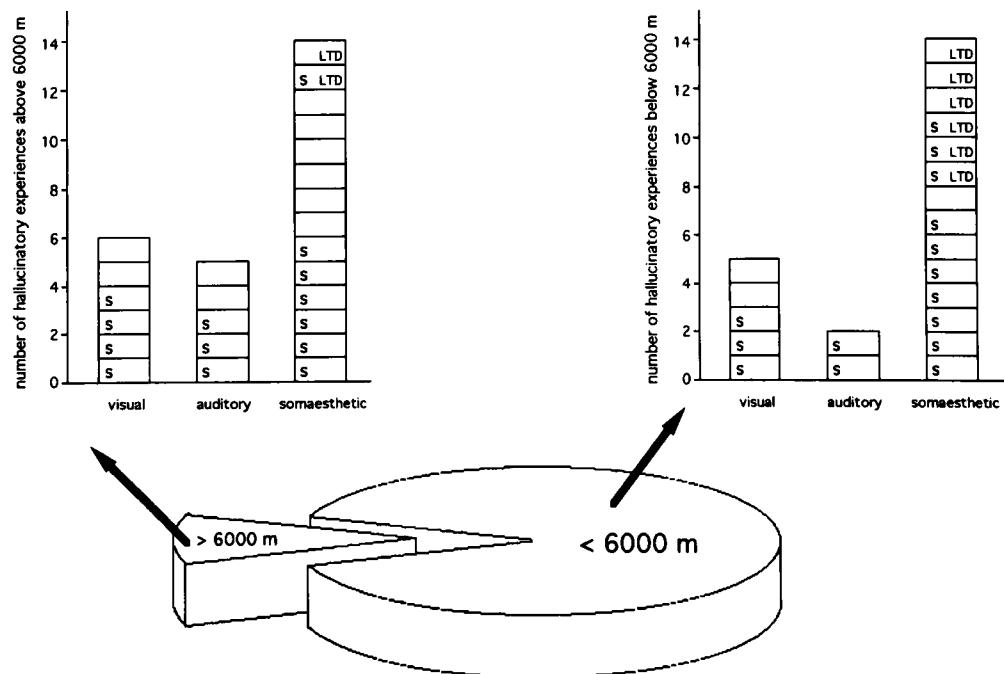 number of hallucinatory experiences above 6000 m
14
LTD
S LTD
12
10
8
6
S
S
4
S S
S S S
2
S S S
S S S
0
visual auditory somaesthetic
number of hallucinatory experiences below 6000 m
14
LTD
LTD
12
LTD
S LTD
10
S LTD
S LTD
8
S
6
S
S
4
S
S S
2
S S S
S S S
0
visual auditory somaesthetic
> 6000 m
< 6000 m